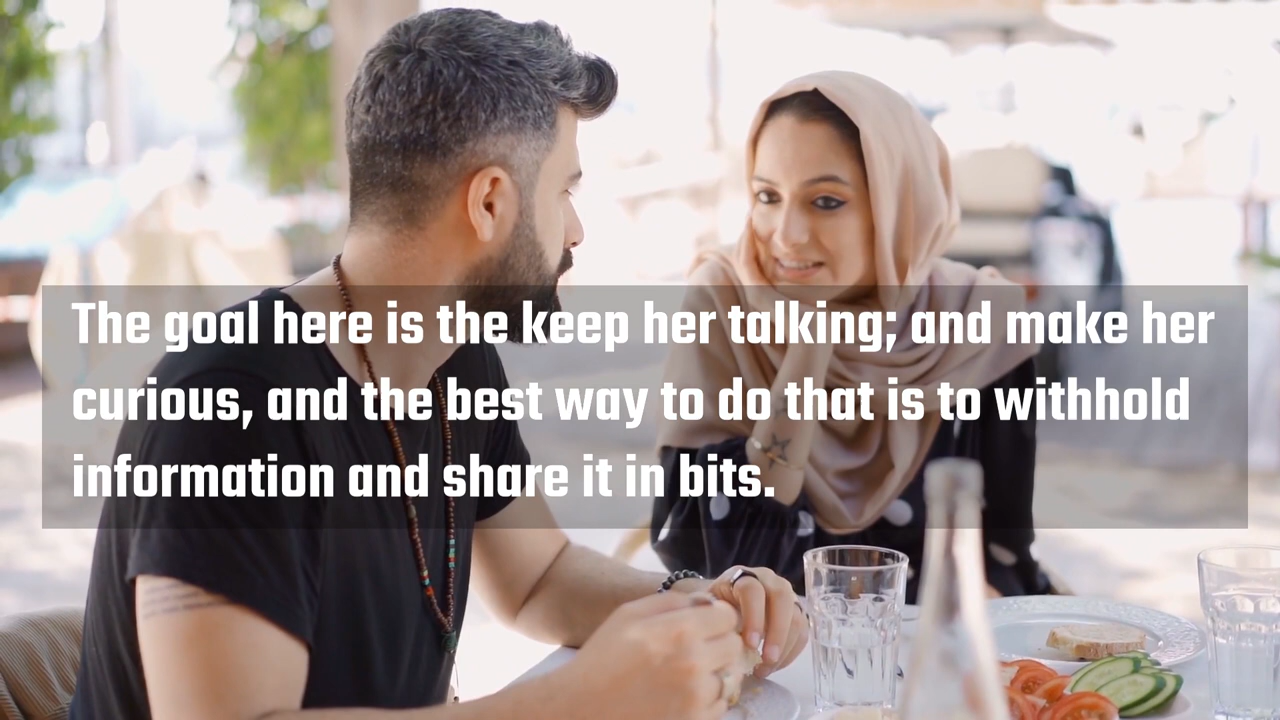 The goal here is the keep her talking; and make her
curious, and the best way to do that is to withhold
information and share it in bits.